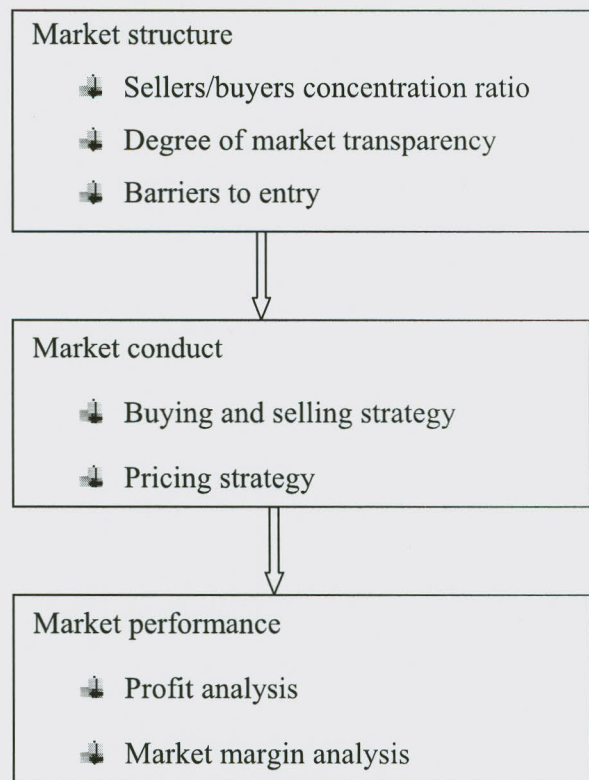 Market structure
Sellers/buyers concentration ratio
Degree of market transparency
Barriers to entry
Market conduct
Buying and selling strategy
Pricing strategy
Market performance
Profit analysis
Market margin analysis